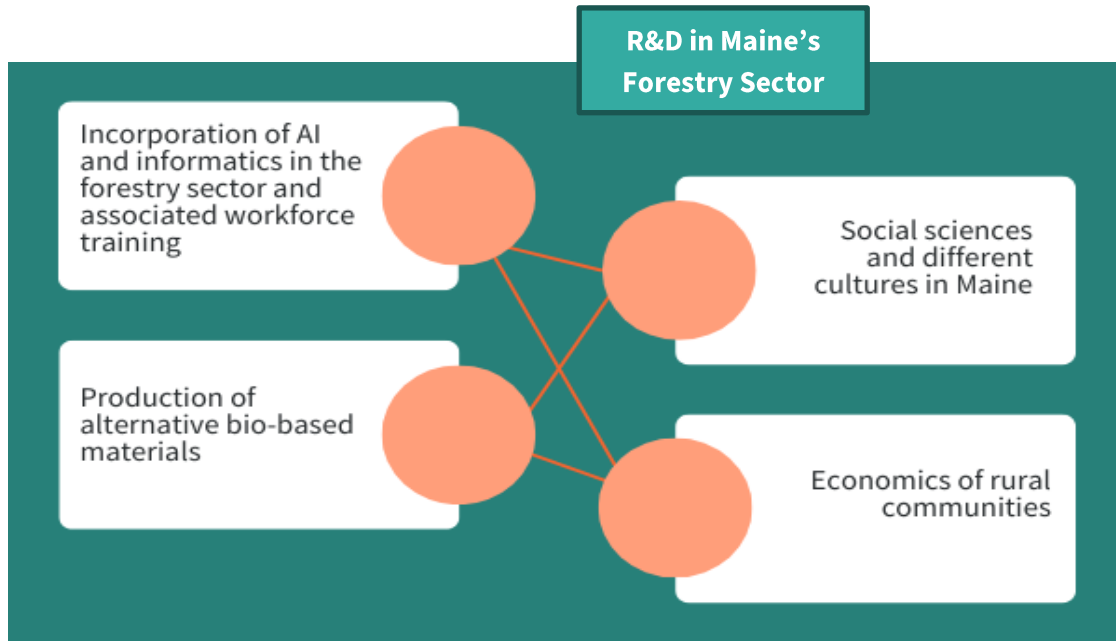 R&D in Maine’s
Forestry Sector
Incorporation of AI
and informatics in the
forestry sector and
associated workforce
training
Social sciences
and different
cultures in Maine
Production of
alternative bio-based
materials
Economics of rural
communities